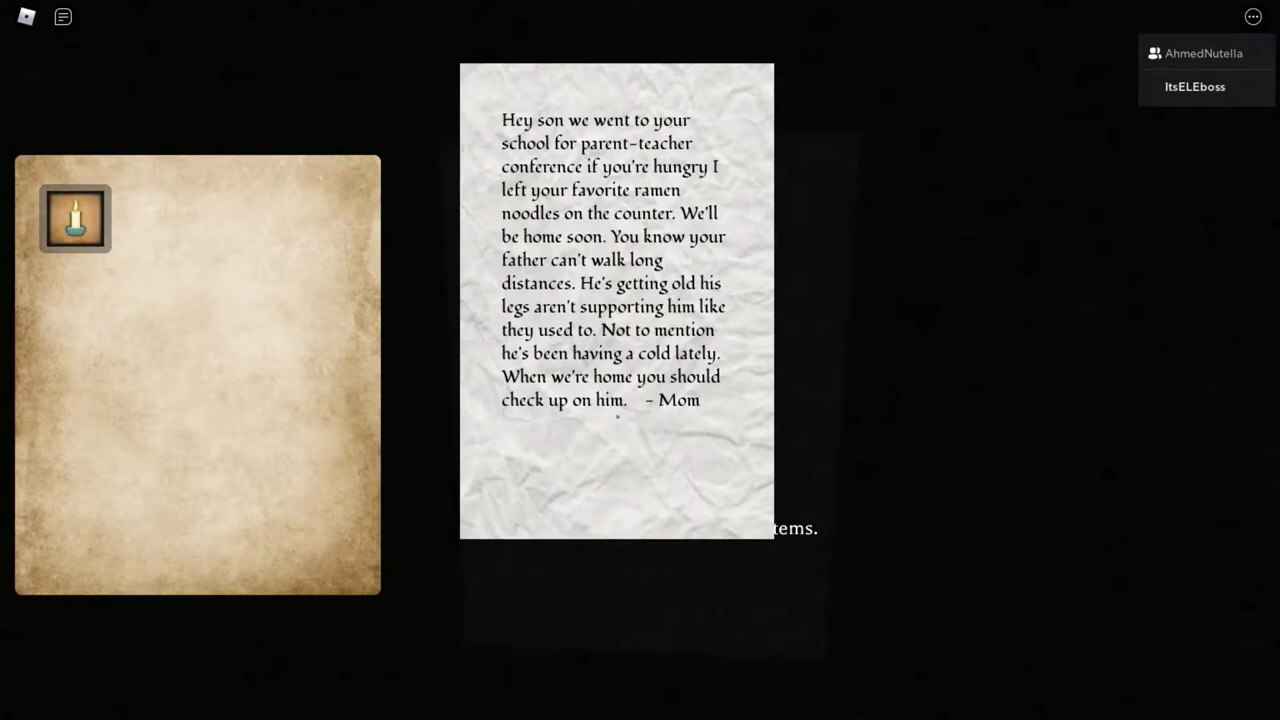 AhmedNutella
ItsELEboss
Hey son we went to your
school for parent-teacher
conference if you're hungry I
left your favorite ramen
noodles on the counter. We'll
be home soon. You know your
father can't walk long
distances. He's getting old his
legs aren't supporting him like
they used to. Not to mention
he's been having a cold lately.
When we're home you should
check up on him. - Mom
tems.